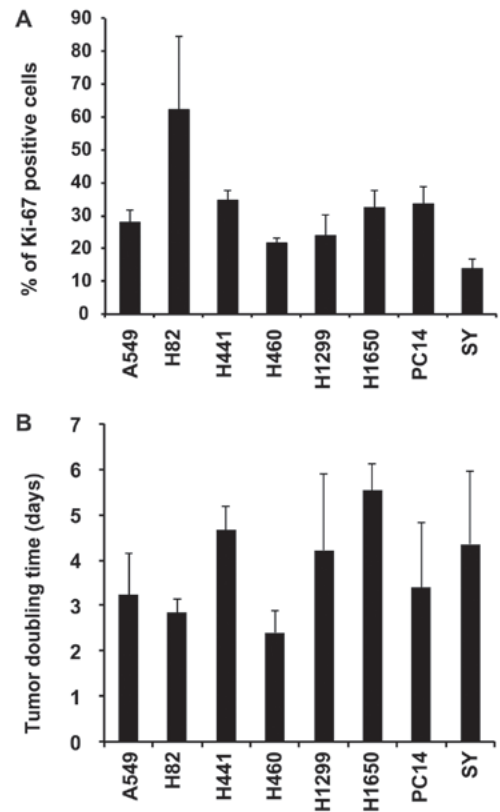 A
% of Ki-67 positive cells
90
80
70
60
50
40
30
20
10
0
A549
H82
H441
H460
H1299
H1650
PC14
SY
B
Tumor doubling time (days)
7
6
5
4
3
2
1
0
A549
H82
H441
H460
H1299
H1650
PC14
SY